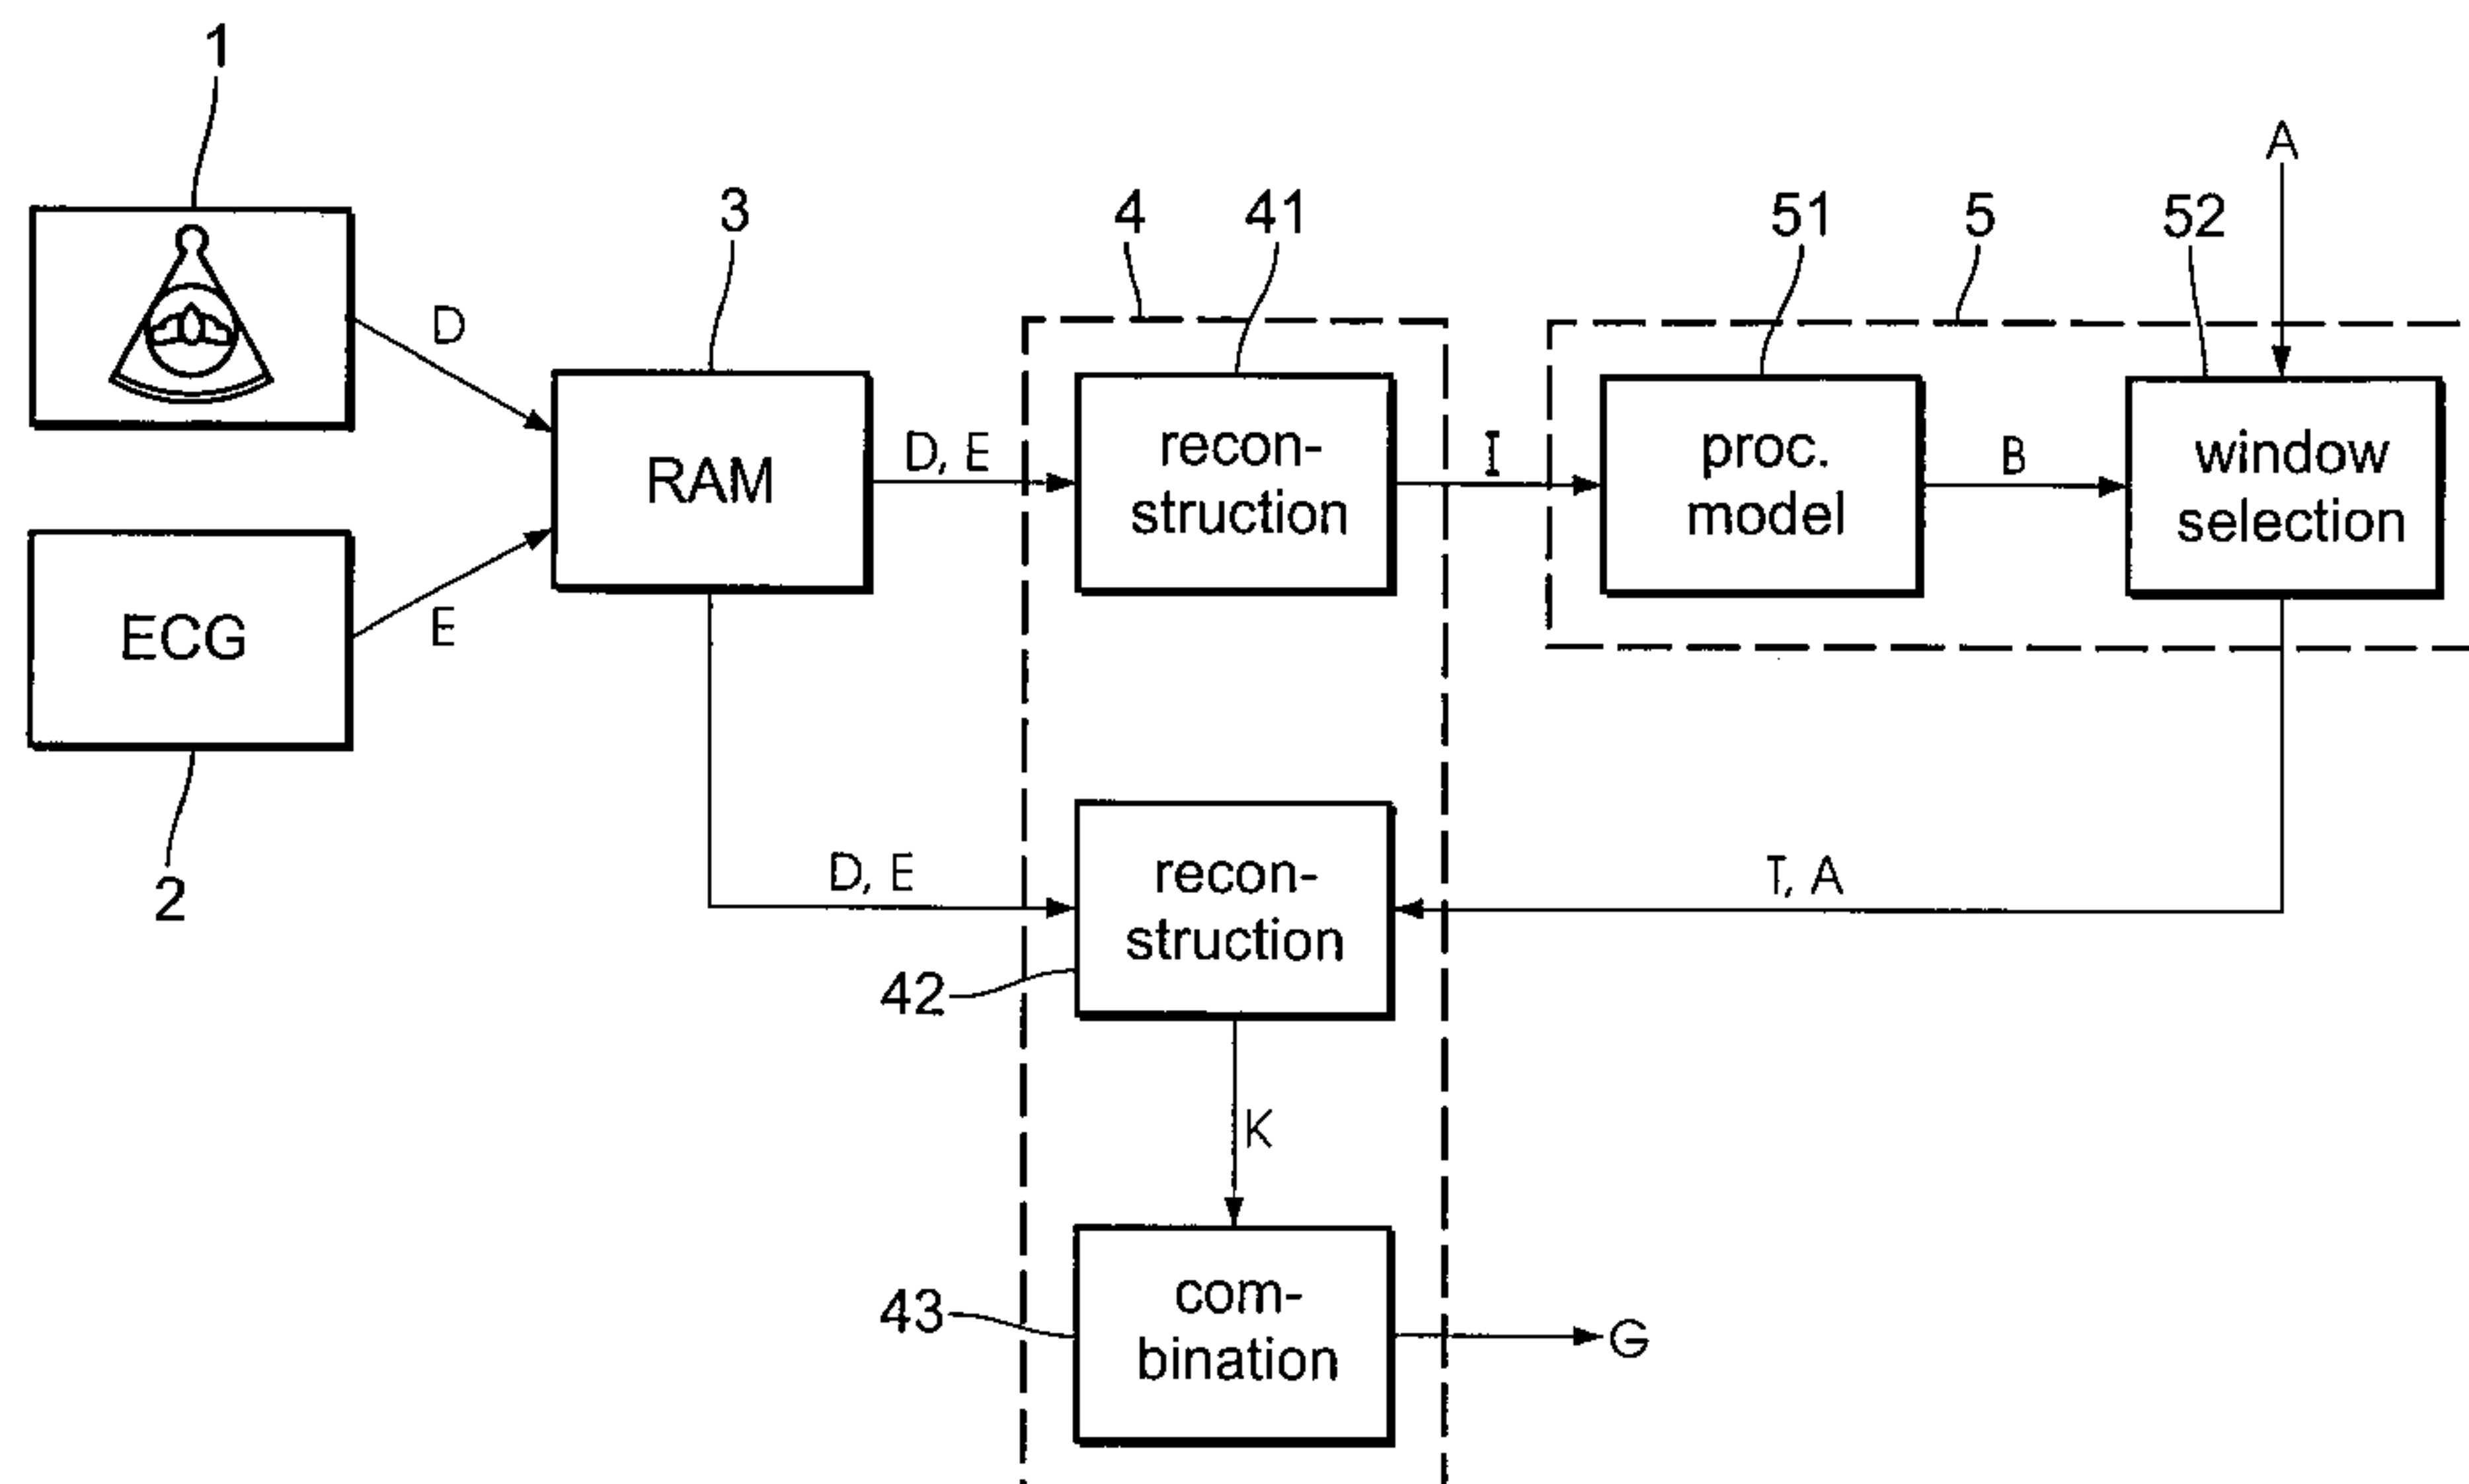 1
A
3
4
41
51
5
52
D
RAM
D, E
recon-
struction
I
proc.
model
B
window
selection
ECG
E
2
D, E
recon-
struction
T, A
42
K
43
com-
bination
G